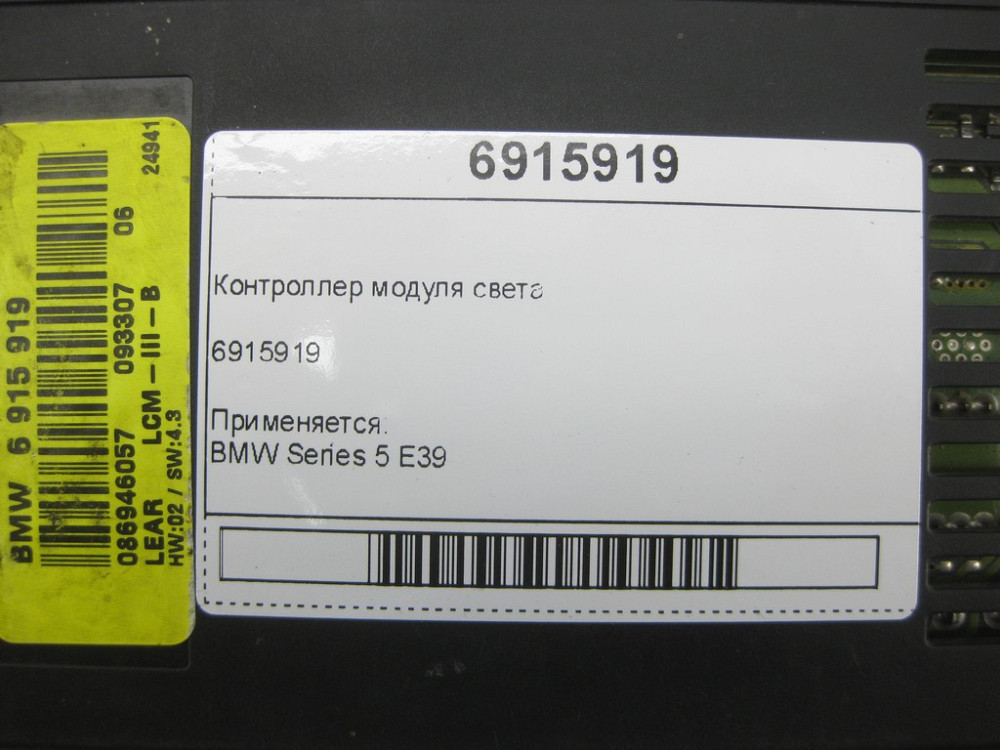 BMW 6 915 919
086946057 093307 06
LEAR LCM-III-B 24941
HW:02 / SW:4.3
6915919
Контроллер модуля света
6915919
Применяется:
BMW Series 5 E39